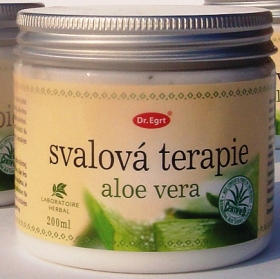 Dr.Egrt
svalová terapie
aloe vera
LABORATOIRE
HERBAL
200ml